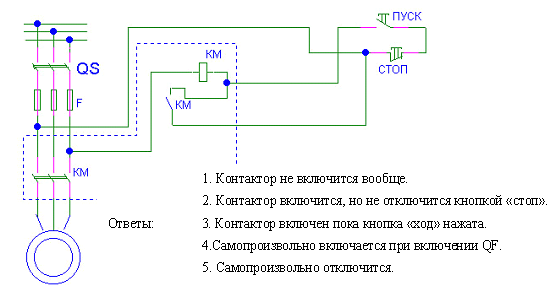 ПУСК
КМ
QS
СТОП
F
КМ
КМ
1. Контактор не включится вообще.
2. Контактор включится, но не отключится кнопкой «стоп».
Ответы: 3. Контактор включен пока кнопка «ход» нажата.
4.Самопроизвольно включается при включении QF.
5. Самопроизвольно отключится.